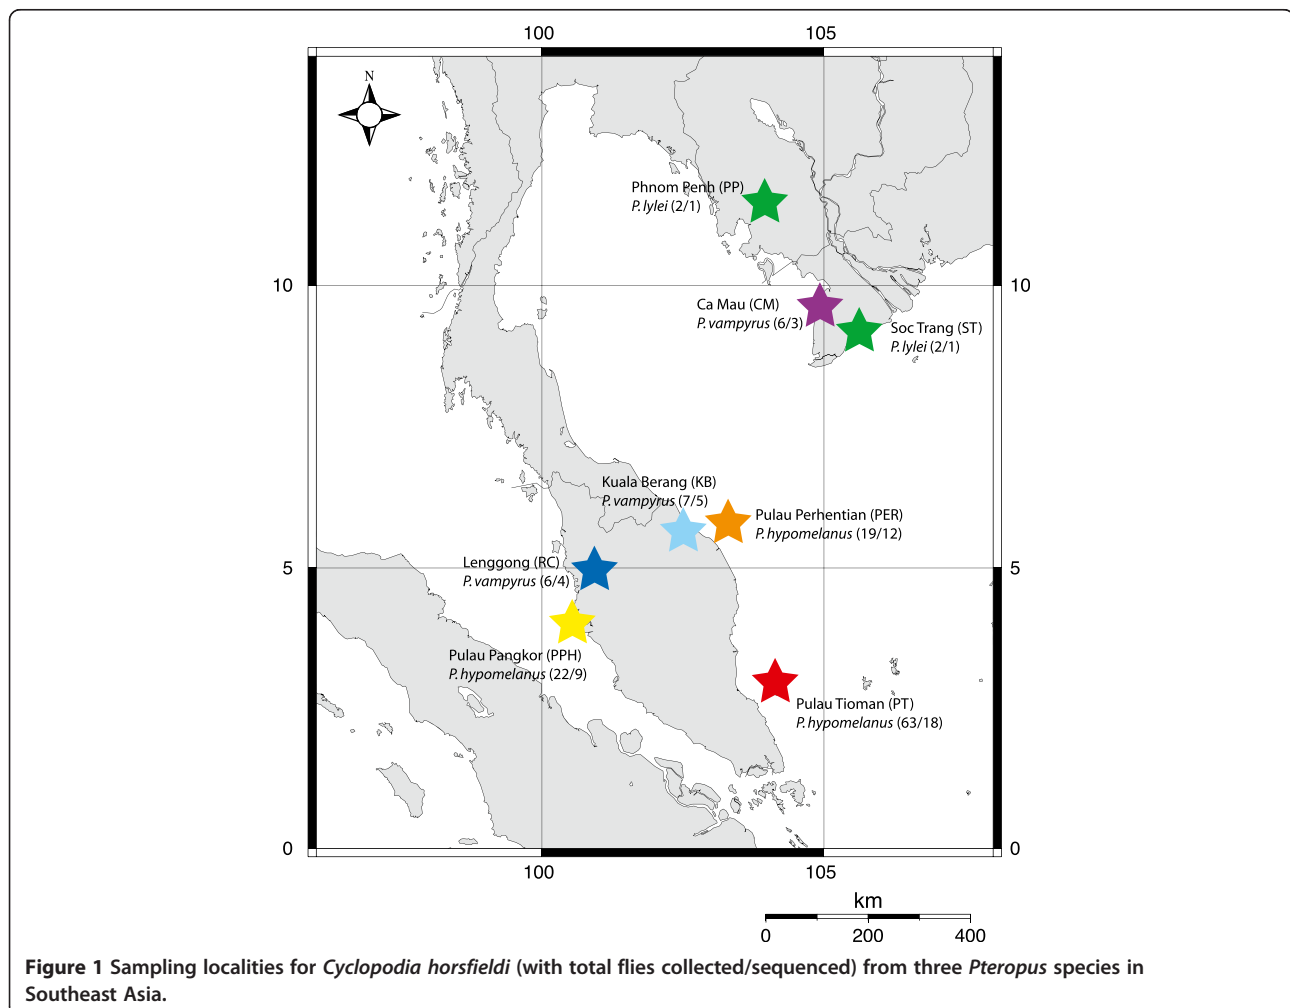 100 105
N
Phnom Penh (PP)
P. lylei (2/1)
10 10
Ca Mau (CM)
P. vampyrus (6/3)
Soc Trang (ST)
P. lylei (2/1)
Kuala Berang (KB)
P. vampyrus (7/5)
Pulau Perhentian (PER)
P. hypomelanus (19/12)
Lenggong (RC)
P. vampyrus (6/4)
5 5
Pulau Pangkor (PPH)
P. hypomelanus (22/9)
Pulau Tioman (PT)
P. hypomelanus (63/18)
0 0
100 105
km
0 200 400
Figure 1 Sampling localities for Cyclopodia horsfieldi (with total flies collected/sequenced) from three Pteropus species in
Southeast Asia.